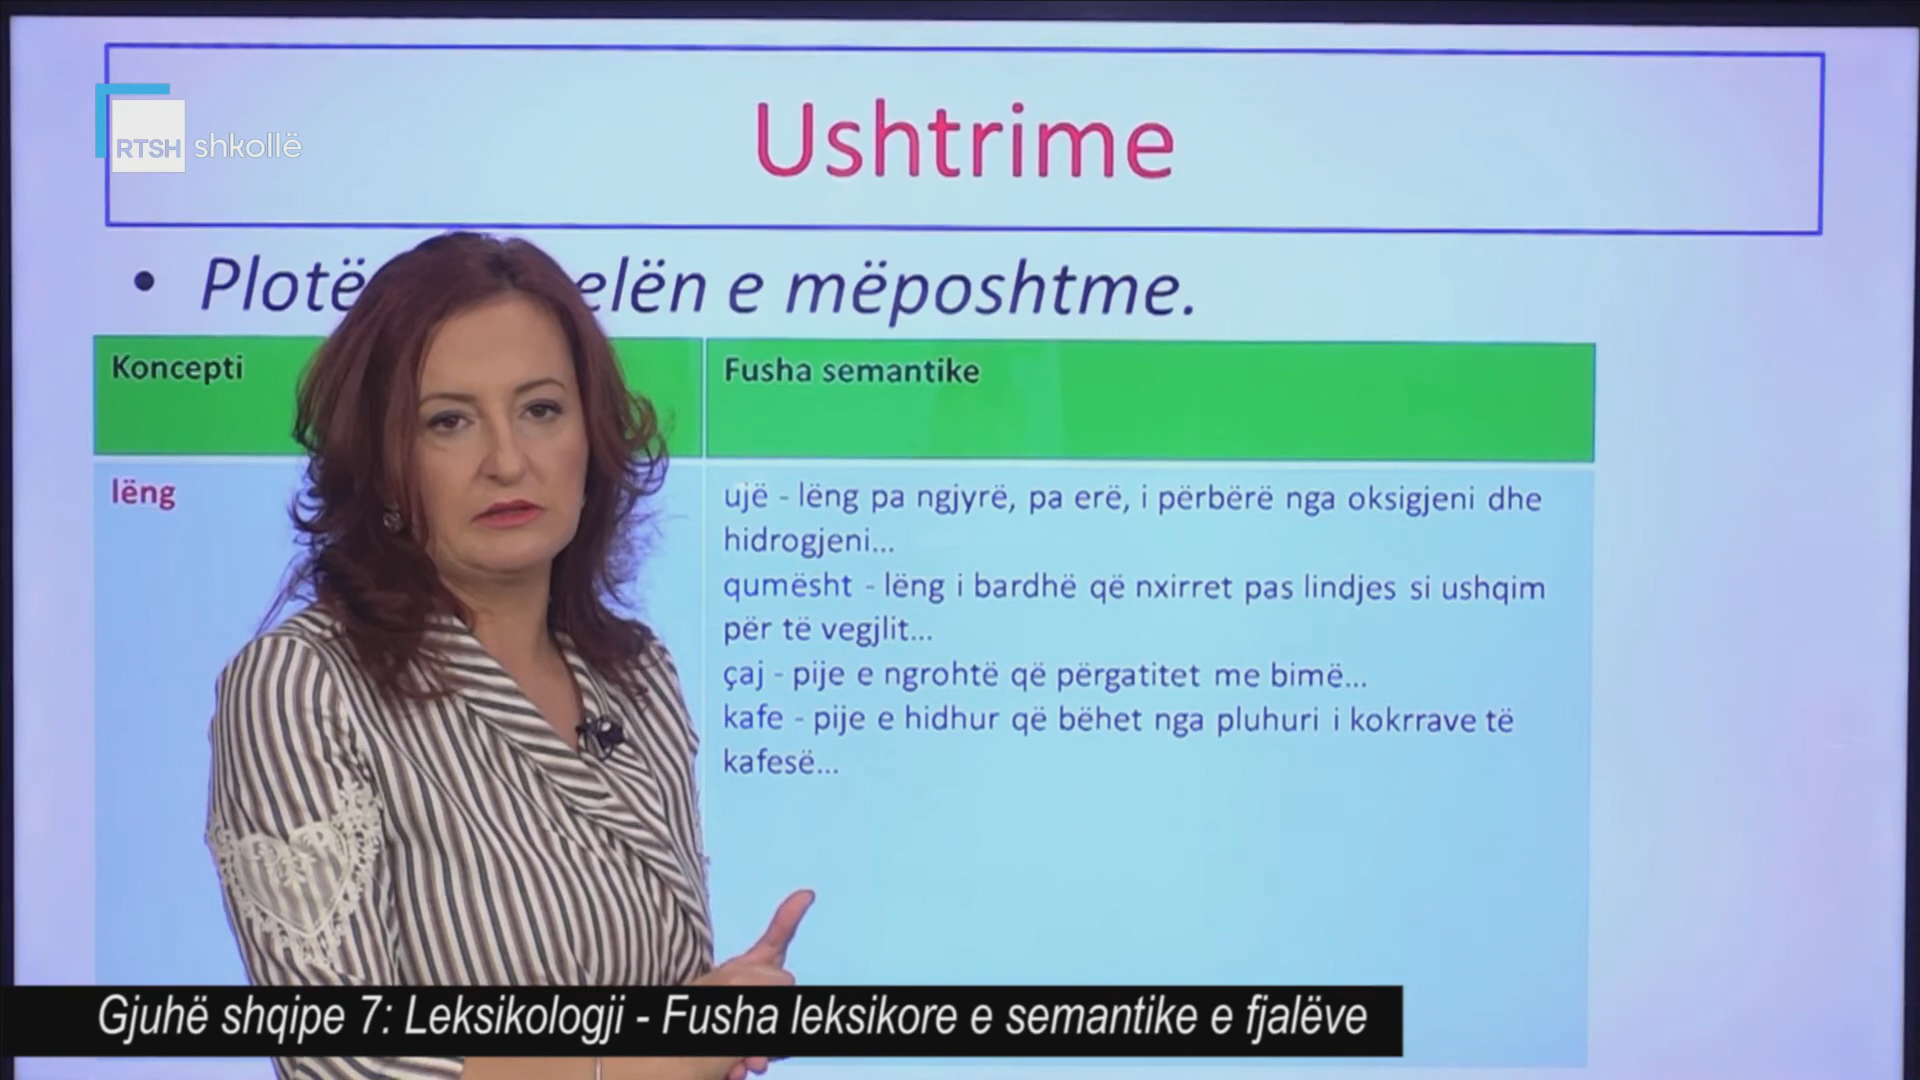 Ushtrime
RTSH shkollë
• e mëposhtme.
Koncepti
Fusha semantike
lëng
ujë - lëng pa ngjyrë, pa erë, i përbërë nga oksigjeni dhe
hidrogjeni...
qumësht - lëng i bardhë që nxirret pas lindjes si ushqim
për të vegjlit...
çaj - pije e ngrohtë që përgatitet me bimë...
kafe - pije e hidhur që bëhet nga pluhuri i kokrrave të
kafesë...
Gjuhë shqipe 7: Leksikologji - Fusha leksikore e semantike e fjalëve